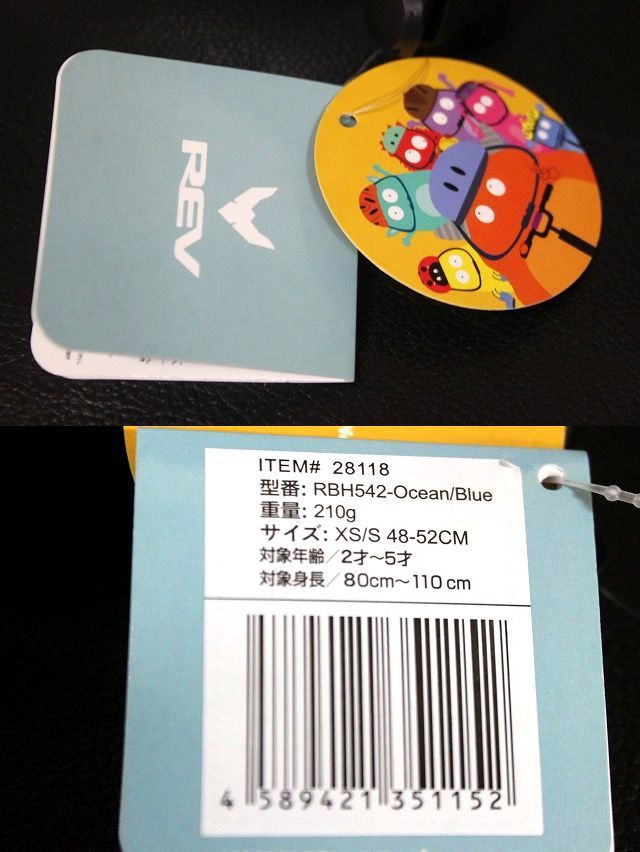 REV
ITEM# 28118
型番: RBH542-Ocean/Blue
重量: 210g
サイズ: XS/S 48-52CM
対象年齢/2才〜5才
対象身長/80cm〜110cm
4 589421 351152